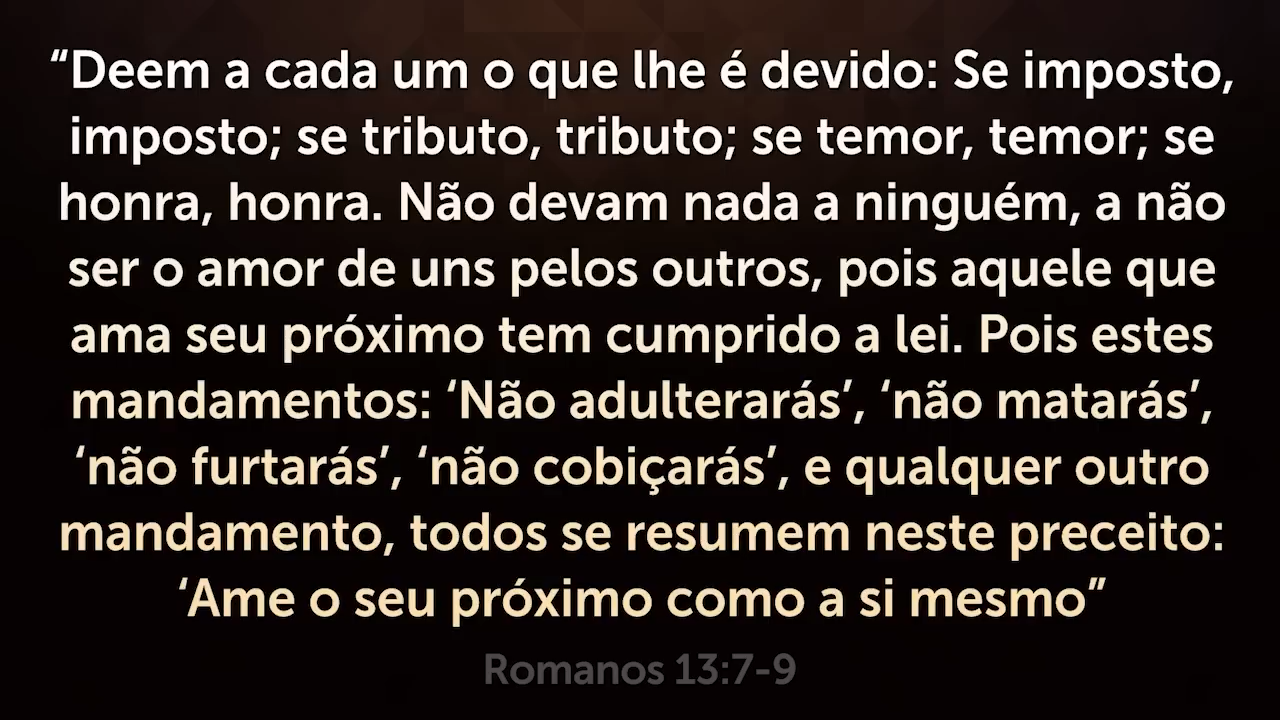 “Deem a cada um o que lhe é devido: Se imposto,
imposto; se tributo, tributo; se temor, temor; se
honra, honra. Não devam nada a ninguém, a não
ser o amor de uns pelos outros, pois aquele que
ama seu próximo tem cumprido a lei. Pois estes
mandamentos: ‘Não adulterarás’, ‘não matarás’,
‘não furtarás’, ‘não cobiçarás’, e qualquer outro
mandamento, todos se resumem neste preceito:
‘Ame o seu próximo como a si mesmo”
Romanos 13:7-9